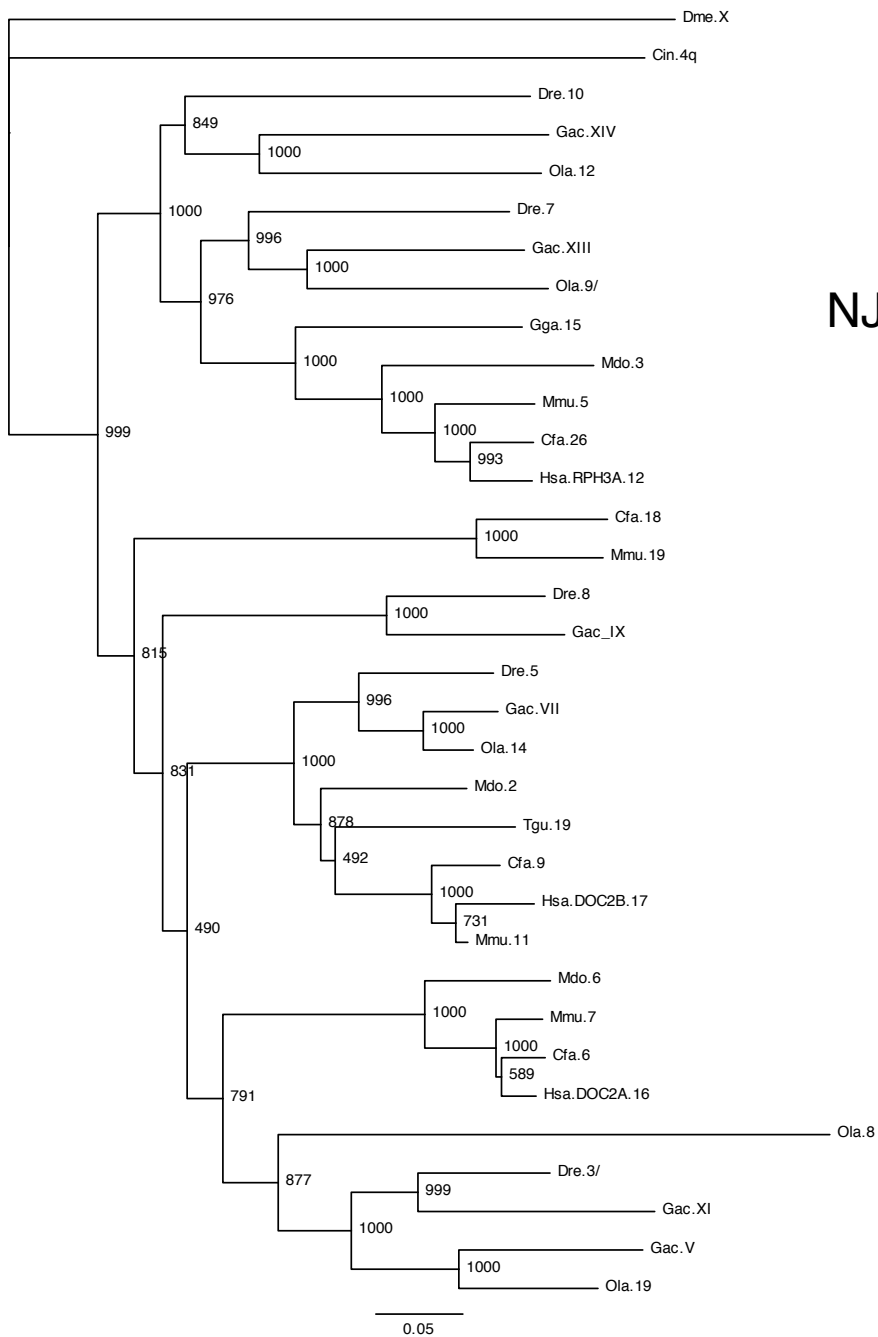 Dme.X
Cin.4q
Dre.10
849
Gac.XIV
1000
Ola.12
1000
Dre.7
996
Gac.XIII
1000
Ola.9/
976
NJ
Gga.15
1000
Mdo.3
1000
Mmu.5
1000
Cfa.26
999
993
Hsa.RPH3A.12
Cfa.18
1000
Mmu.19
Dre.8
1000
Gac_IX
815
Dre.5
996
Gac.VII
1000
Ola.14
1000
831
Mdo.2
878
Tgu.19
492
Cfa.9
1000
Hsa.DOC2B.17
731
490
Mmu.11
Mdo.6
1000
Mmu.7
1000
Cfa.6
589
791
Hsa.DOC2A.16
Ola.8
877
Dre.3/
999
Gac.XI
1000
Gac.V
1000
Ola.19
0.05